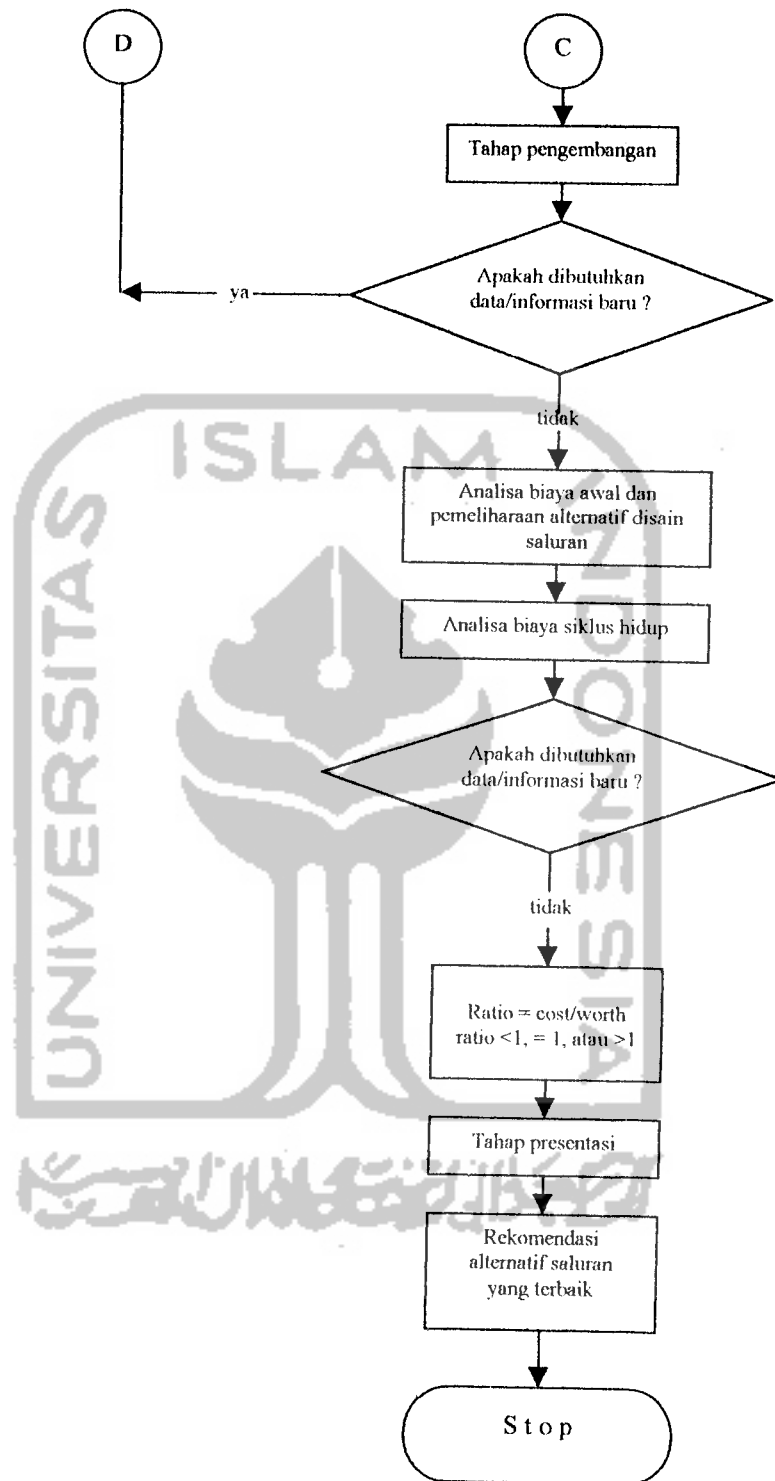 D
C
Tahap pengembangan
Apakah dibutuhkan
data/informasi baru ?
ya
tidak
Analisa biaya awal dan
pemeliharaan alternatif disain
saluran
Analisa biaya siklus hidup
Apakah dibutuhkan
data/informasi baru ?
tidak
Ratio = cost/worth
ratio <1, = 1, atau >1
Tahap presentasi
Rekomendasi
alternatif saluran
yang terbaik
S t o p
UNIVERSITAS
ISLAM
INDONESIA